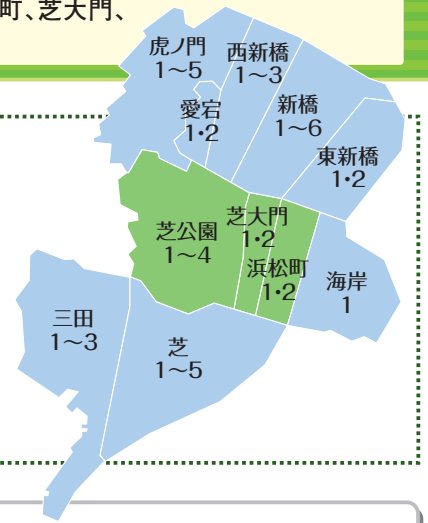 町、芝大門、
虎ノ門
1〜5
西新橋
1〜3
愛宕
1・2
新橋
1〜6
東新橋
1・2
芝公園
1〜4
芝大門
1・2
浜松町
1・2
海岸
1
三田
1〜3
芝
1〜5